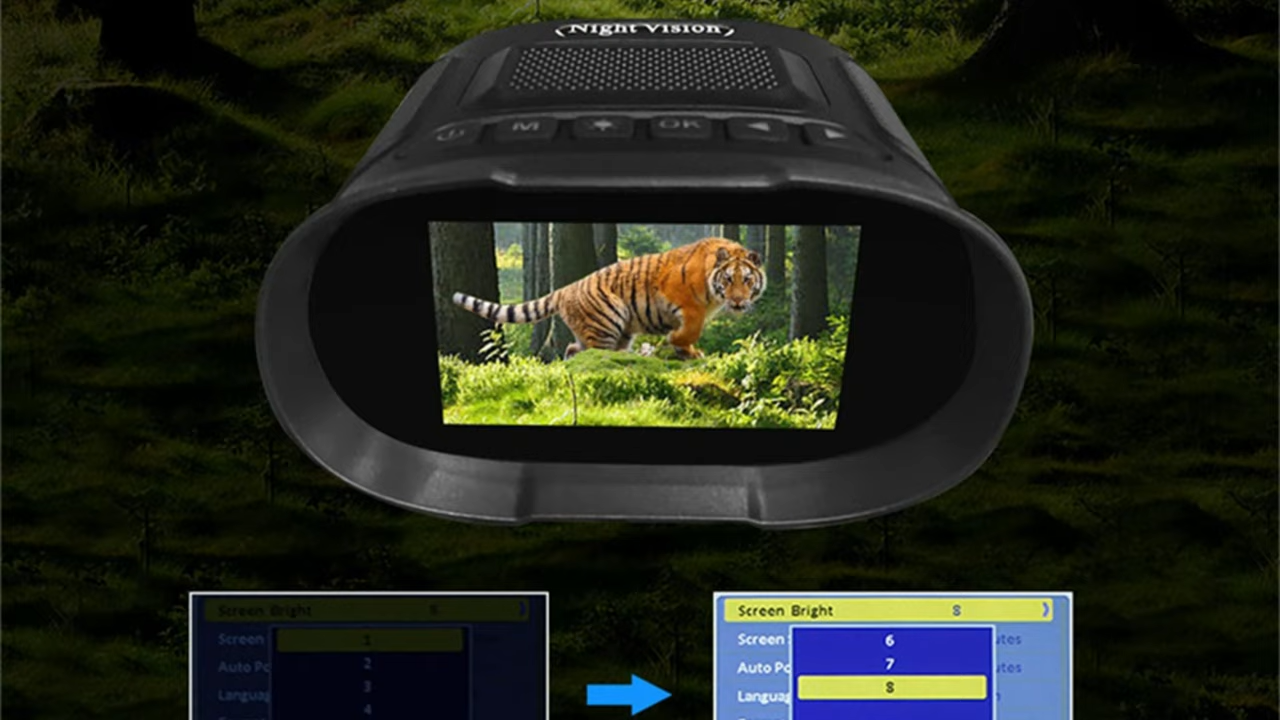 Night Vision
M
OK
Screen Bright
Screen
1
2
Auto Po
3
Languag
4
Screen Bright 8
Screen
6
utes
7
Auto Po
utes
8
Languag